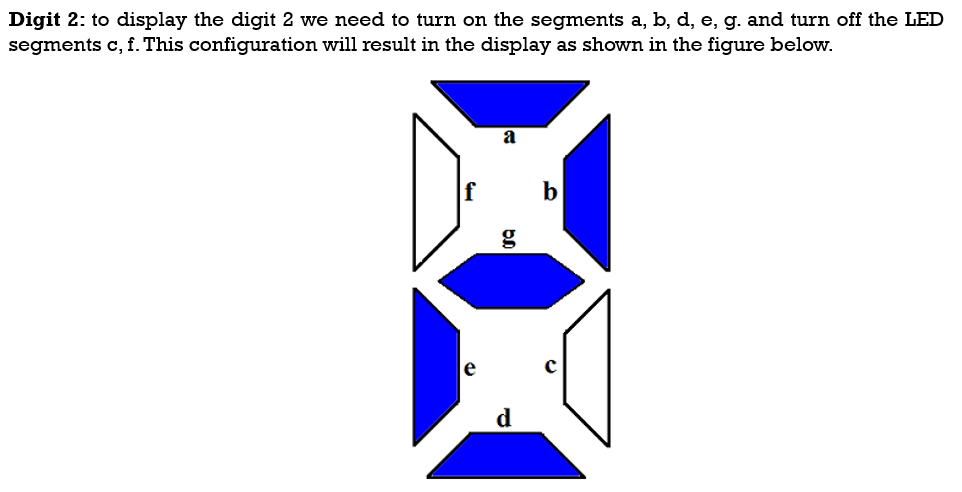 Digit 2: to display the digit 2 we need to turn on the segments a, b, d, e, g. and turn off the LED
segments c, f. This configuration will result in the display as shown in the figure below.
a
f b
g
e c
d